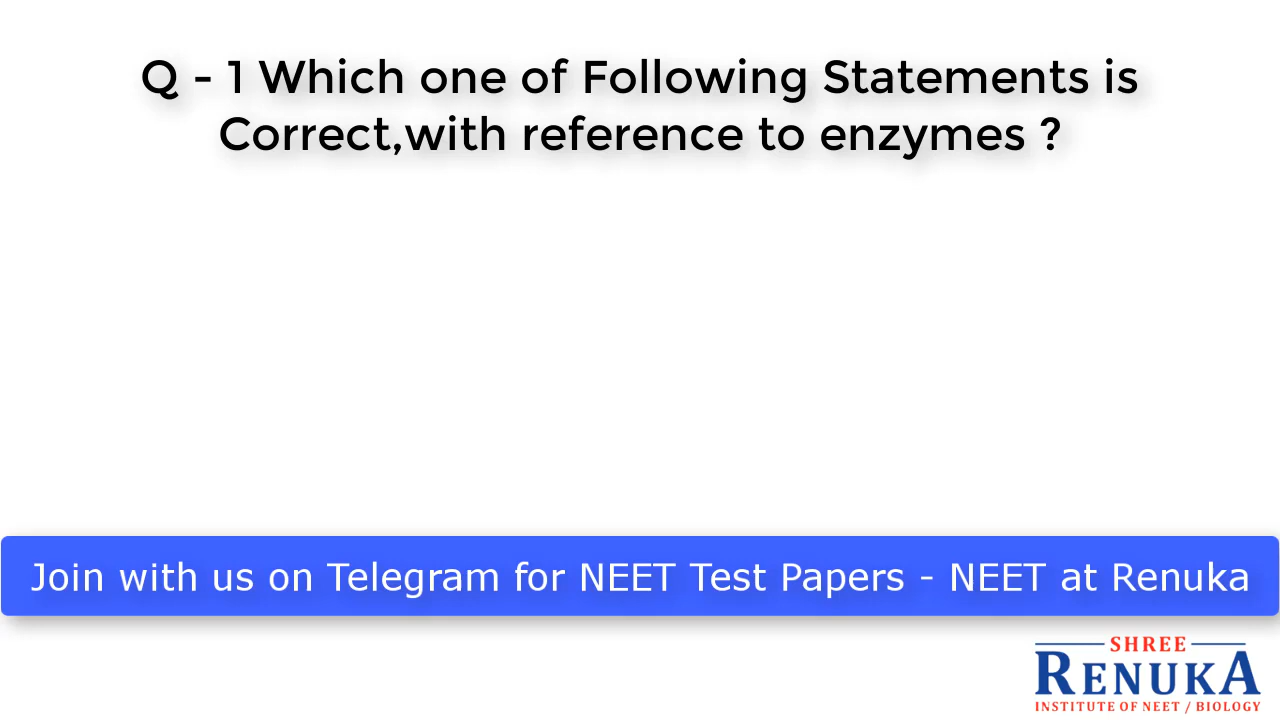 Q - 1 Which one of Following Statements is
Correct,with reference to enzymes ?
Join with us on Telegram for NEET Test Papers - NEET at Renuka
SHREE
RENUKA
INSTITUTE OF NEET / BIOLOGY